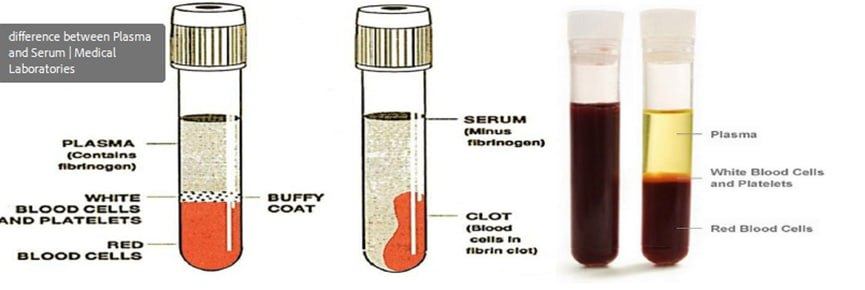 difference between Plasma
and Serum | Medical
Laboratories
PLASMA
(Contains
fibrinogen)
WHITE
BLOOD CELLS
AND PLATELETS
RED
BLOOD CELLS
BUFFY
COAT
SERUM
(Minus
fibrinogen)
CLOT
(Blood
cells in
fibrin clot)
Plasma
White Blood Cells
and Platelets
Red Blood Cells